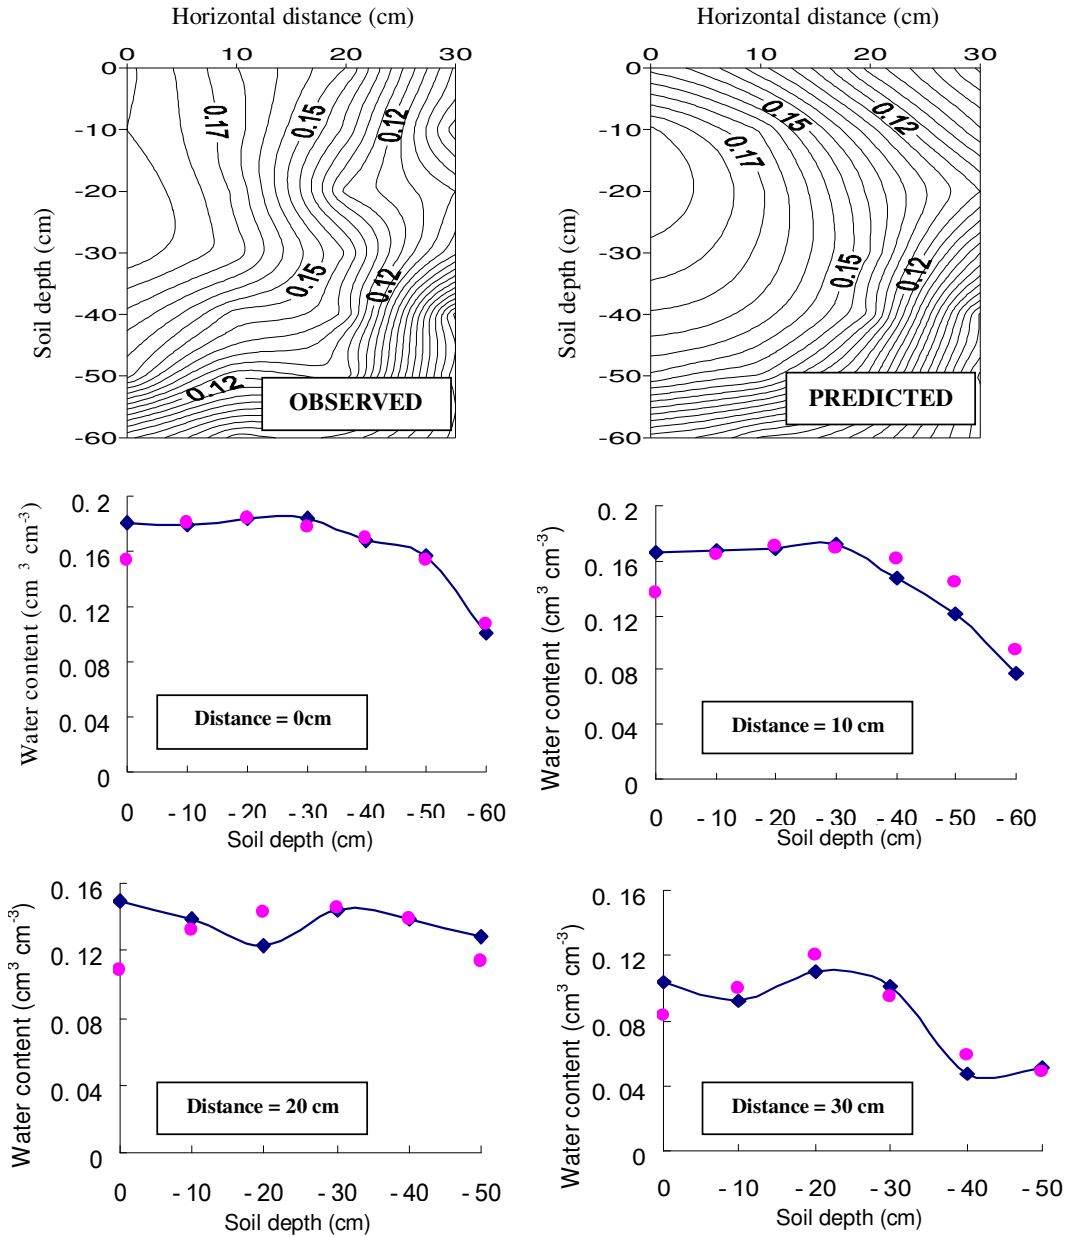 Horizontal distance (cm)
0 10 20 30
0
-10
-20
-30
-40
-50
-60
Soil depth (cm)
0.17
0.15
0.12
0.15
0.12
0.12
OBSERVED
Horizontal distance (cm)
0 10 20 30
0
-10
-20
-30
-40
-50
-60
Soil depth (cm)
0.15
0.12
0.17
0.15
0.12
PREDICTED
Water content (cm 3 cm-3)
0. 2
0. 16
0. 12
0. 08
0. 04
0
Distance = 0cm
0 - 10 - 20 - 30 - 40 - 50 - 60
Soil depth (cm)
Water content (cm3 cm-3)
0. 2
0. 16
0. 12
0. 08
0. 04
0
Distance = 10 cm
0 - 10 - 20 - 30 - 40 - 50 - 60
Soil depth (cm)
Water content (cm3 cm-3)
0. 16
0. 12
0. 08
0. 04
0
Distance = 20 cm
0 - 10 - 20 - 30 - 40 - 50
Soil depth (cm)
Water content (cm3 cm-3)
0. 16
0. 12
0. 08
0. 04
0
Distance = 30 cm
0 - 10 - 20 - 30 - 40 - 50
Soil depth (cm)